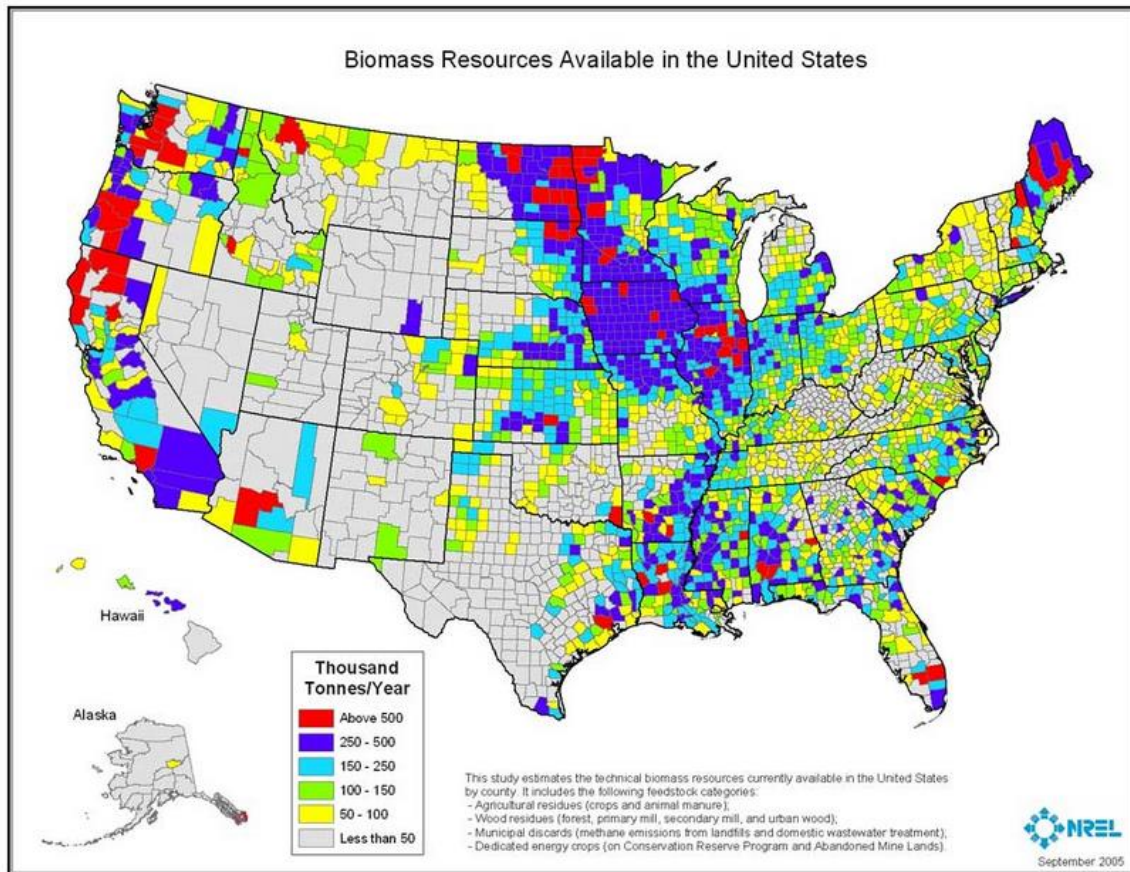 Biomass Resources Available in the United States
Hawaii
Alaska
Thousand
Tonnes/Year
Above 500
250 - 500
150 - 250
100 - 150
50 - 100
Less than 50
This study estimates the technical biomass resources currently available in the United States
by county. It includes the following feedstock categories:
- Agricultural residues (crops and animal manure);
- Wood residues (forest, primary mill, secondary mill, and urban wood);
- Municipal discards (methane emissions from landfills and domestic wastewater treatment);
- Dedicated energy crops (on Conservation Reserve Program and Abandoned Mine Lands).
NREL
September 2005